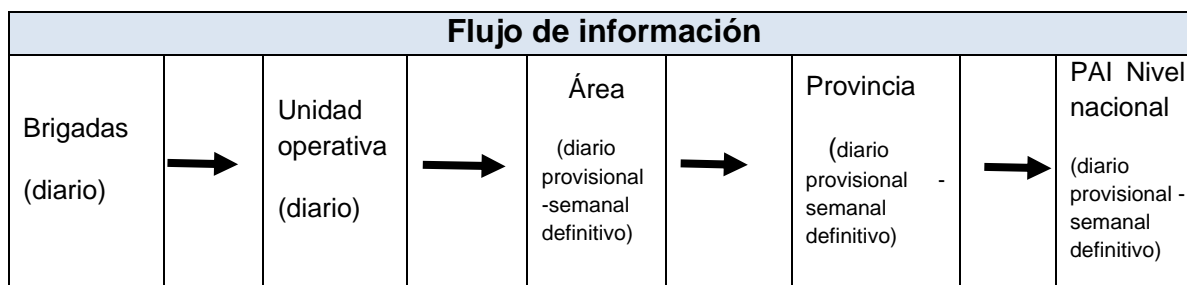 Flujo de información
Brigadas
(diario)
Unidad
operativa
(diario)
Área
(diario
provisional
-semanal
definitivo)
Provincia
(diario
provisional -
semanal
definitivo)
PAI Nivel
nacional
(diario
provisional -
semanal
definitivo)